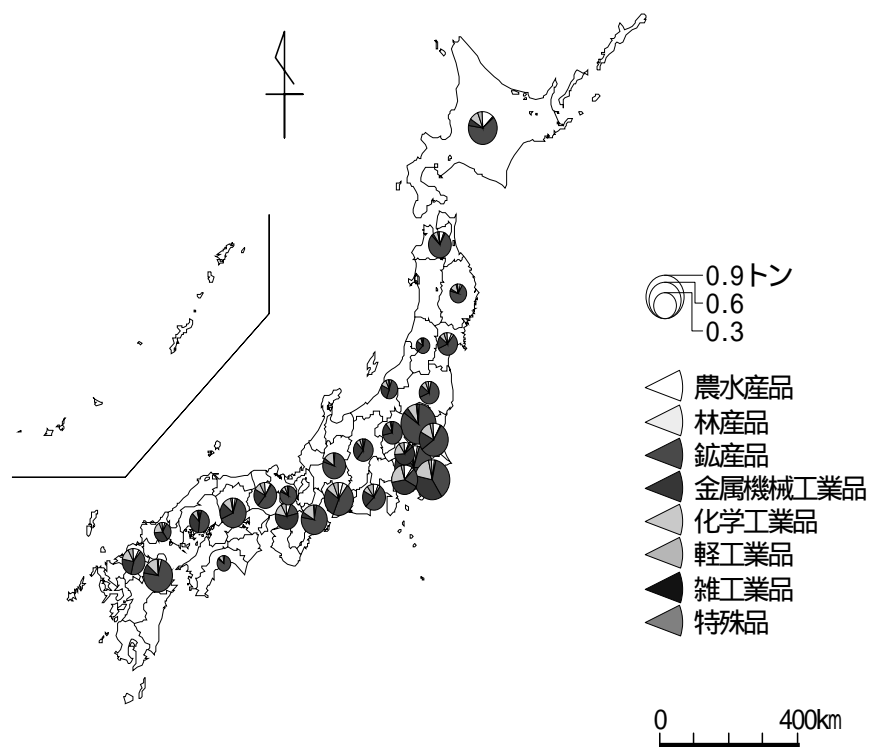 0.9トン
0.6
0.3
農水産品
林産品
鉱産品
金属機械工業品
化学工業品
軽工業品
雑工業品
特殊品
0 400km